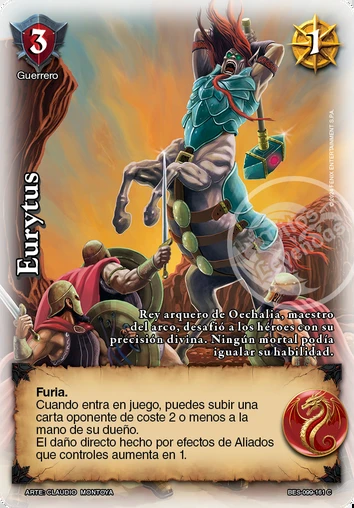 3
1
Guerrero
Eurytus
Rey arquero de Oechalia, maestro
del arco, desafió a los héroes con su
precisión divina. Ningún mortal podía
igualar su habilidad.
Furia.
Cuando entra en juego, puedes subir una
carta oponente de coste 2 o menos a la
mano de su dueño.
El daño directo hecho por efectos de Aliados
que controles aumenta en 1.
ARTE: CLAUDIO MONTOYA
BES-099-161 C